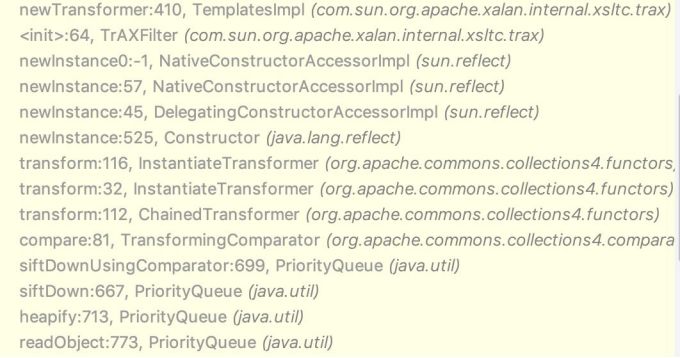 newTransformer:410, TemplatesImpl (com.sun.org.apache.xalan.internal.xsltc.trax)
<init>:64, TrAXFilter (com.sun.org.apache.xalan.internal.xsltc.trax)
newInstance0:-1, NativeConstructorAccessorImpl (sun.reflect)
newInstance:57, NativeConstructorAccessorImpl (sun.reflect)
newInstance:45, DelegatingConstructorAccessorImpl (sun.reflect)
newInstance:525, Constructor (java.lang.reflect)
transform:116, InstantiateTransformer (org.apache.commons.collections4.functors,
transform:32, InstantiateTransformer (org.apache.commons.collections4.functors)
transform:112, ChainedTransformer (org.apache.commons.collections4.functors)
compare:81, TransformingComparator (org.apache.commons.collections4.compara
siftDownUsingComparator:699, PriorityQueue (java.util)
siftDown:667, PriorityQueue (java.util)
heapify:713, PriorityQueue (java.util)
readObject:773, PriorityQueue (java.util)